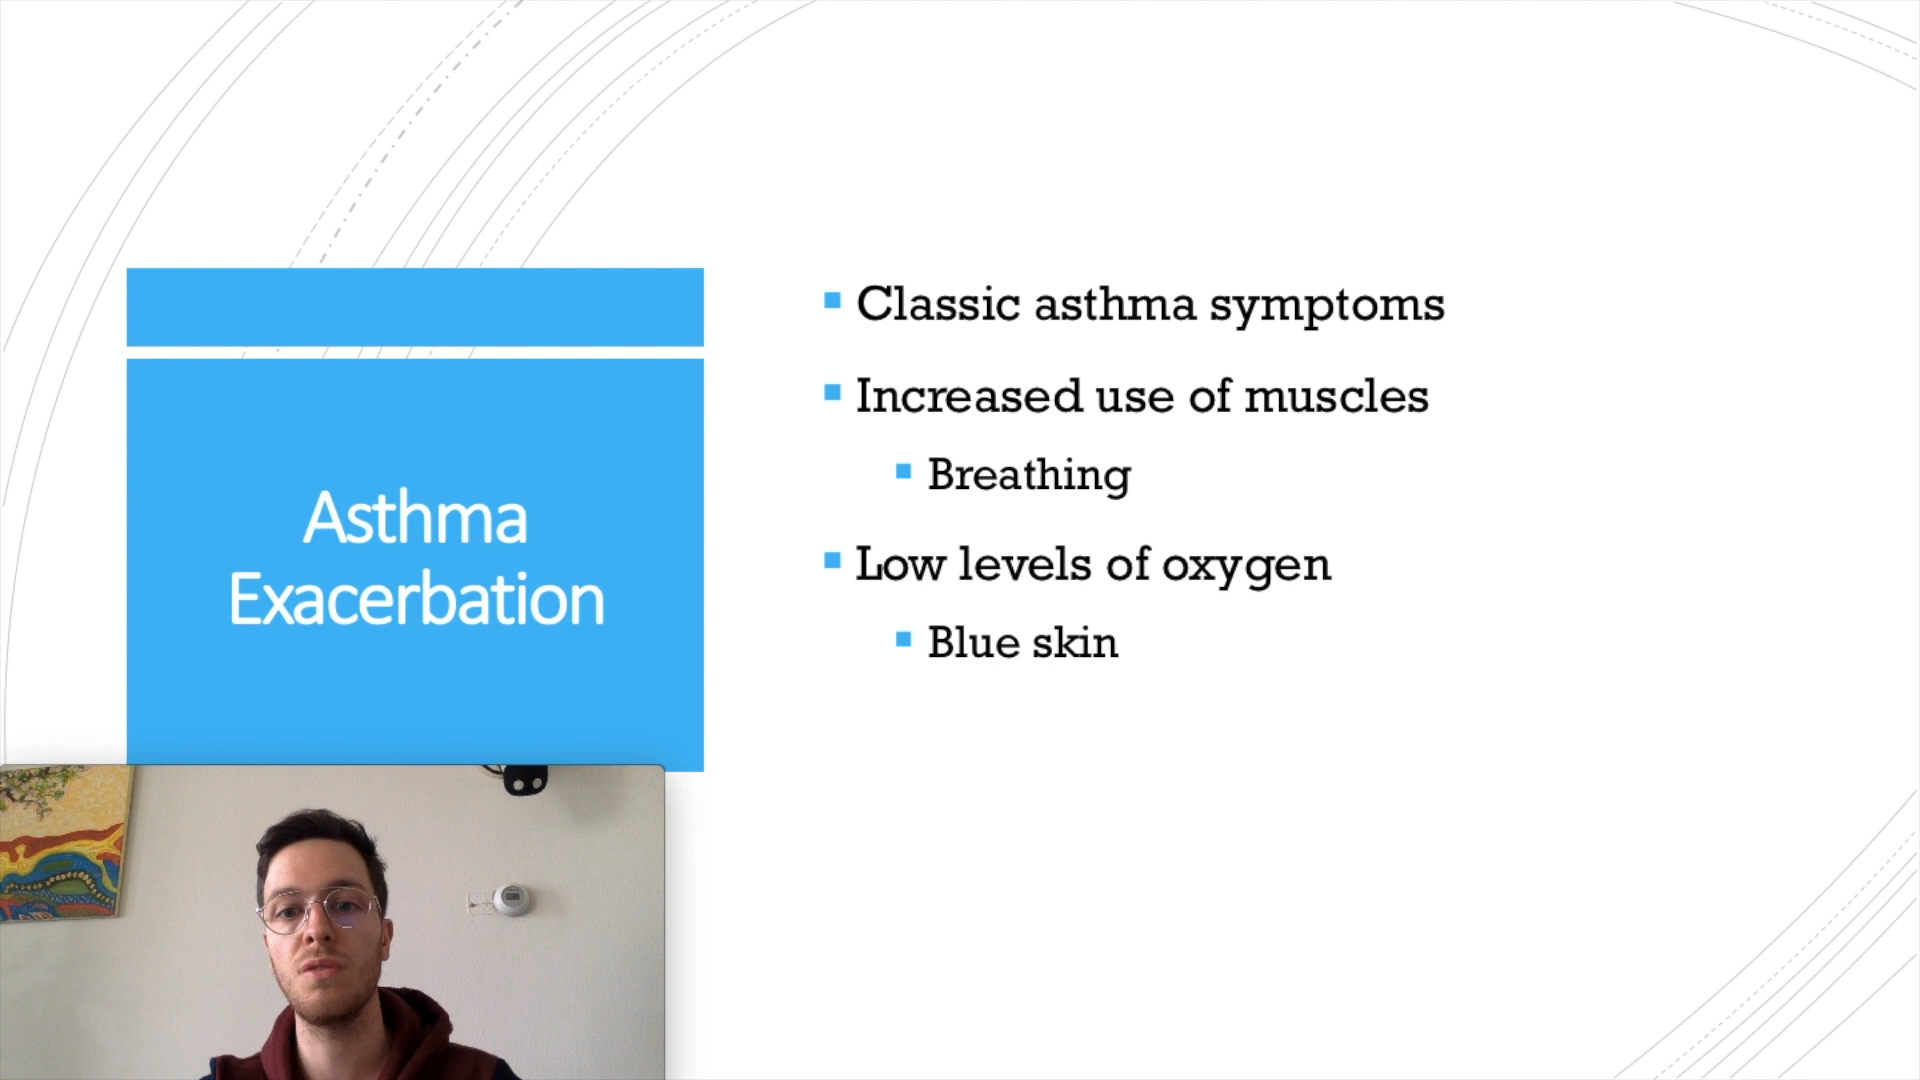 Asthma
Exacerbation
Classic asthma symptoms
Increased use of muscles
Breathing
Low levels of oxygen
Blue skin